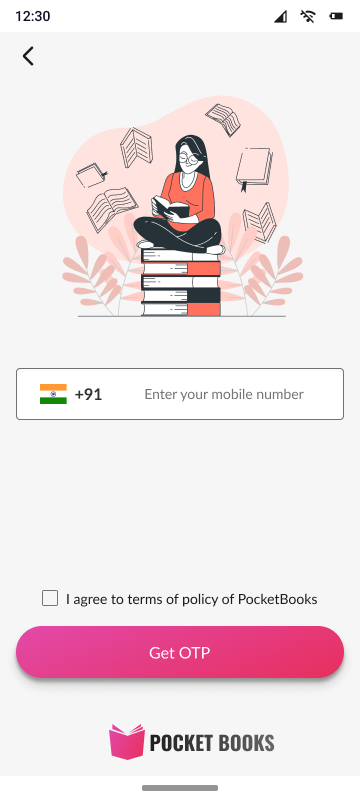 12:30
+91 Enter your mobile number
I agree to terms of policy of PocketBooks
Get OTP
POCKET BOOKS